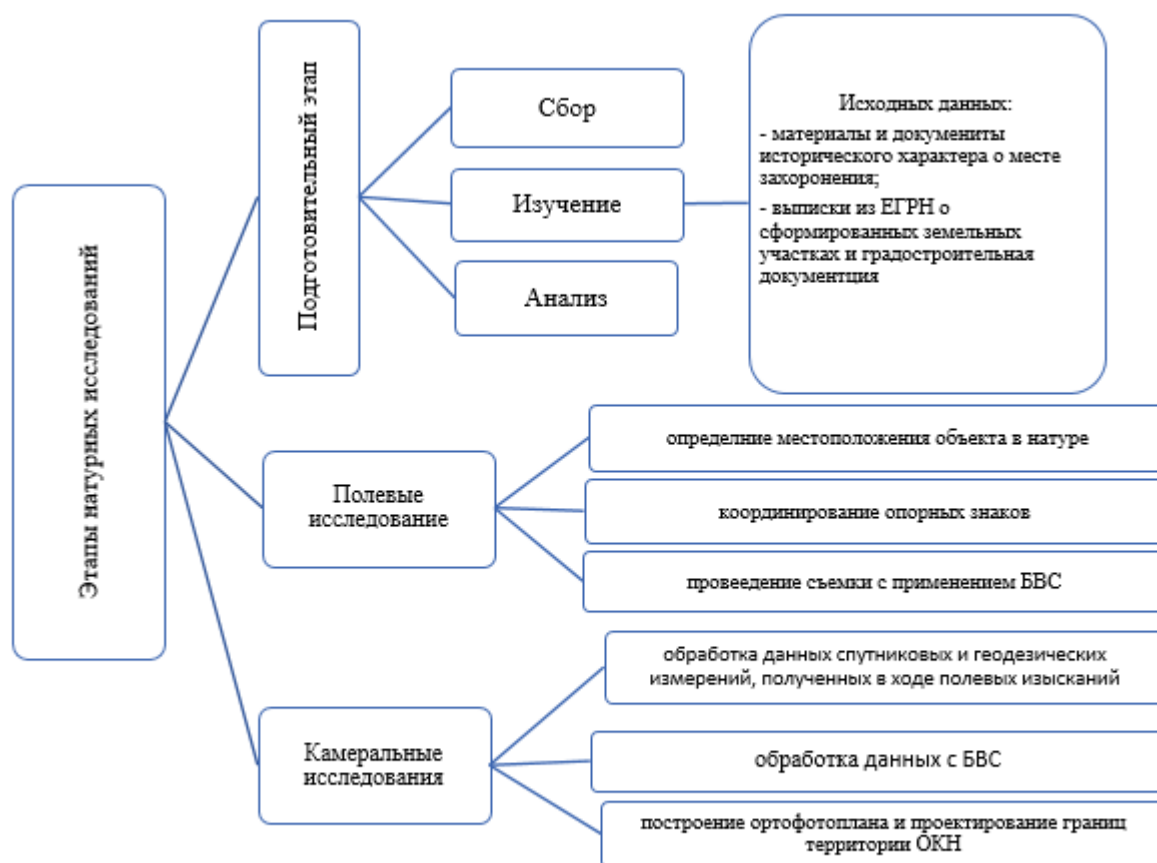 Этапы натурных исследований
Подготовительный этап
Сбор
Изучение
Анализ
Исходных данных:
- материалы и докумениты
исторического характера о месте
захоронения;
- выписки из ЕГРН о
сформированных земельных
участках и градостроительная
документция
Полевые
исследование
определние местоположения объекта в натуре
координирование опорных знаков
провеедение съемки с применением БВС
Камеральные
исследования
обработка данных спутниковых и геодезических
измерений, полученных в ходе полевых изысканий
обработка данных с БВС
построение ортофотоплана и проектирование границ
территории ОКН